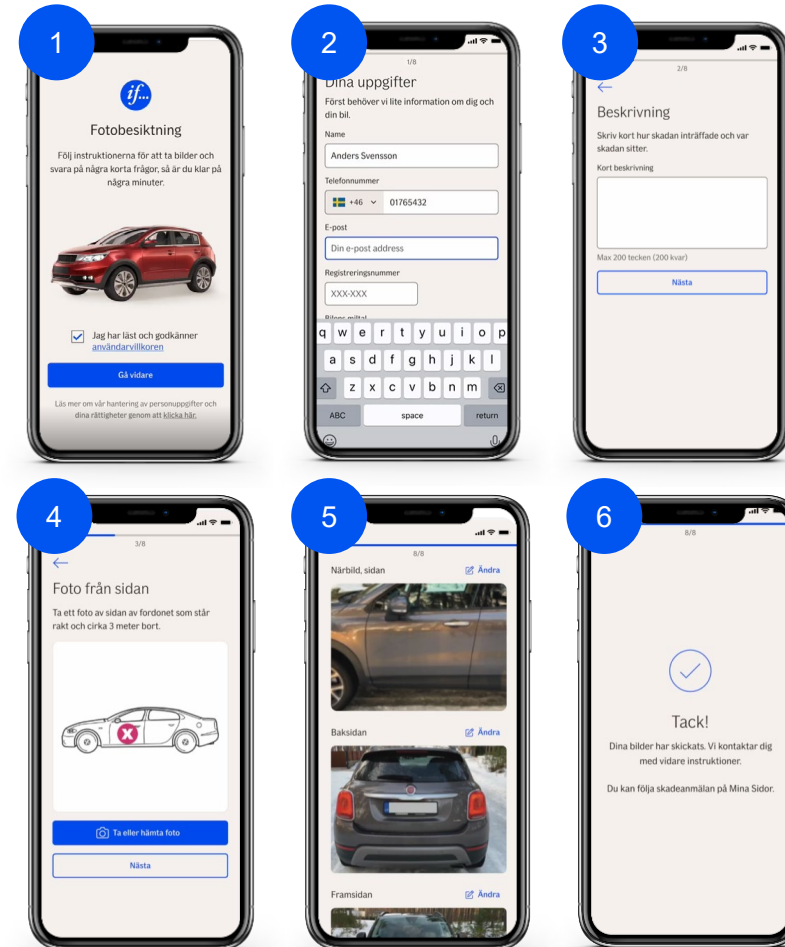 1
if...
Fotobesiktning
Följ instruktionerna för att ta bilder och
svara på några korta frågor, så är du klar på
några minuter.
Jag har läst och godkänner
användarvillkoren
Gå vidare
Läs mer om vår hantering av personuppgifter och
dina rättigheter genom att klicka här.
2
1/8
Dina uppgifter
Först behöver vi lite information om dig och
din bil.
Name
Anders Svensson
Telefonnummer
+46 01765432
E-post
Din e-post address
Registreringsnummer
XXX-XXX
Bilens miltal
q w e r t y u i o p
a s d f g h j k l
z x c v b n m
ABC space return
3
2/8
Beskrivning
Skriv kort hur skadan inträffade och var
skadan sitter.
Kort beskrivning
Max 200 tecken (200 kvar)
Nästa
4
3/8
Foto från sidan
Ta ett foto av sidan av fordonet som står
rakt och cirka 3 meter bort.
X
Ta eller hämta foto
Nästa
5
8/8
Närbild, sidan Ändra
Baksidan Ändra
Framsidan Ändra
6
8/8
Tack!
Dina bilder har skickats. Vi kontaktar dig
med vidare instruktioner.
Du kan följa skadeanmälan på Mina Sidor.